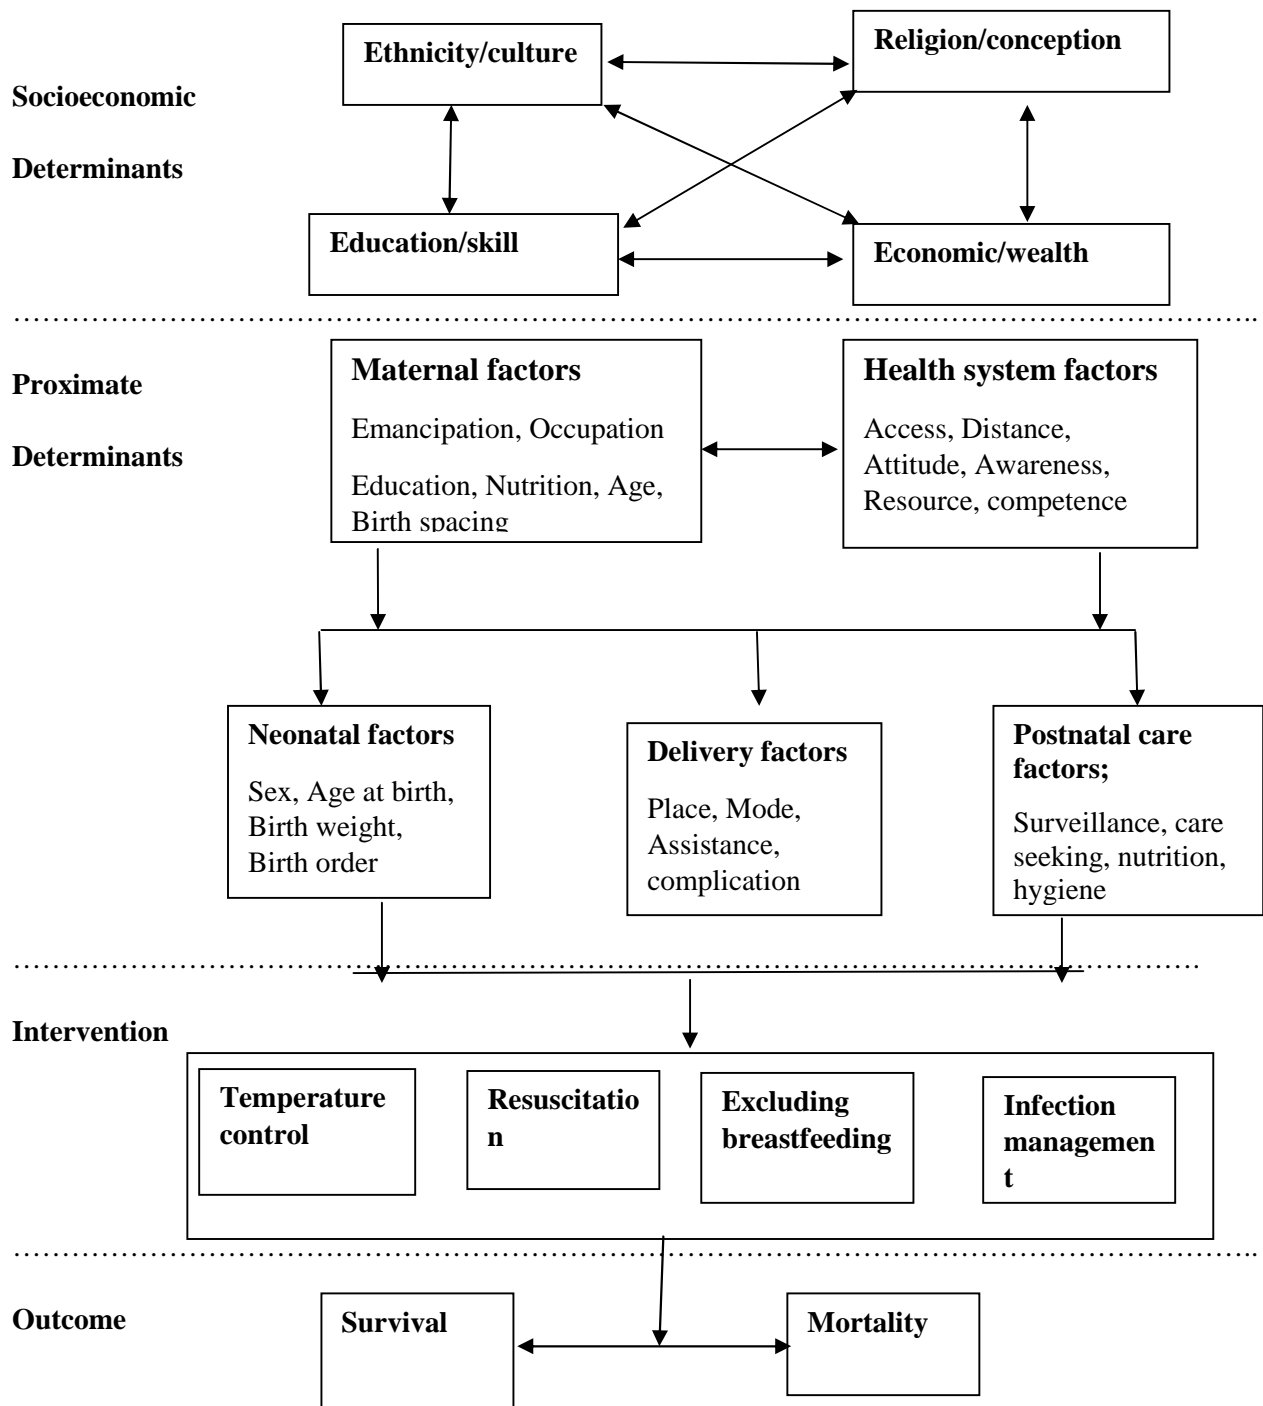 Ethnicity/culture
Religion/conception
Socioeconomic
Determinants
Education/skill
Economic/wealth
Proximate
Determinants
Maternal factors
Emancipation, Occupation
Education, Nutrition, Age,
Birth spacing
Health system factors
Access, Distance,
Attitude, Awareness,
Resource, competence
Neonatal factors
Sex, Age at birth,
Birth weight,
Birth order
Delivery factors
Place, Mode,
Assistance,
complication
Postnatal care
factors;
Surveillance, care
seeking, nutrition,
hygiene
Intervention
Temperature
control
Resuscitatio
n
Excluding
breastfeeding
Infection
managemen
t
Outcome
Survival
Mortality